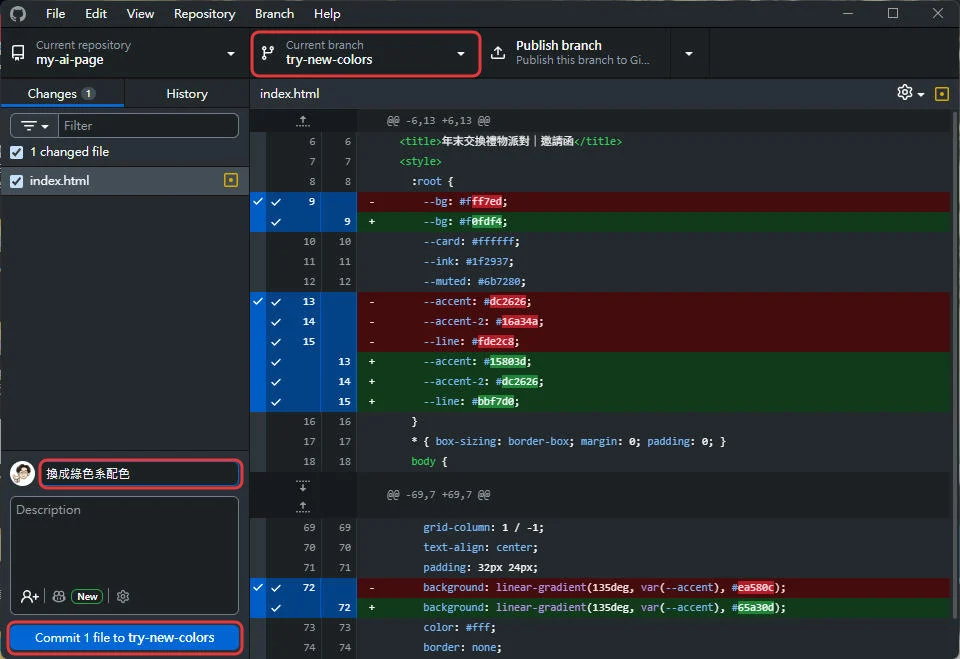 File Edit View Repository Branch Help
Current repository
my-ai-page
Current branch
try-new-colors
Publish branch
Publish this branch to Gi...
Changes 1 History
index.html
Filter
1 changed file
index.html
@@ -6,13 +6,13 @@
6 6 <title>年末交換禮物派對｜邀請函</title>
7 7 <style>
8 8 :root {
9 - --bg: #fff7ed;
9 + --bg: #f0fdf4;
10 10 --card: #ffffff;
11 11 --ink: #1f2937;
12 12 --muted: #6b7280;
13 - --accent: #dc2626;
14 - --accent-2: #16a34a;
15 - --line: #fde2c8;
13 + --accent: #15803d;
14 + --accent-2: #dc2626;
15 + --line: #bbf7d0;
16 16 }
17 17 * { box-sizing: border-box; margin: 0; padding: 0; }
18 18 body {
@@ -69,7 +69,7 @@
69 69 grid-column: 1 / -1;
70 70 text-align: center;
71 71 padding: 32px 24px;
72 - background: linear-gradient(135deg, var(--accent), #ea580c);
72 + background: linear-gradient(135deg, var(--accent), #65a30d);
73 73 color: #fff;
74 74 border: none;
換成綠色系配色
Description
New
Commit 1 file to try-new-colors